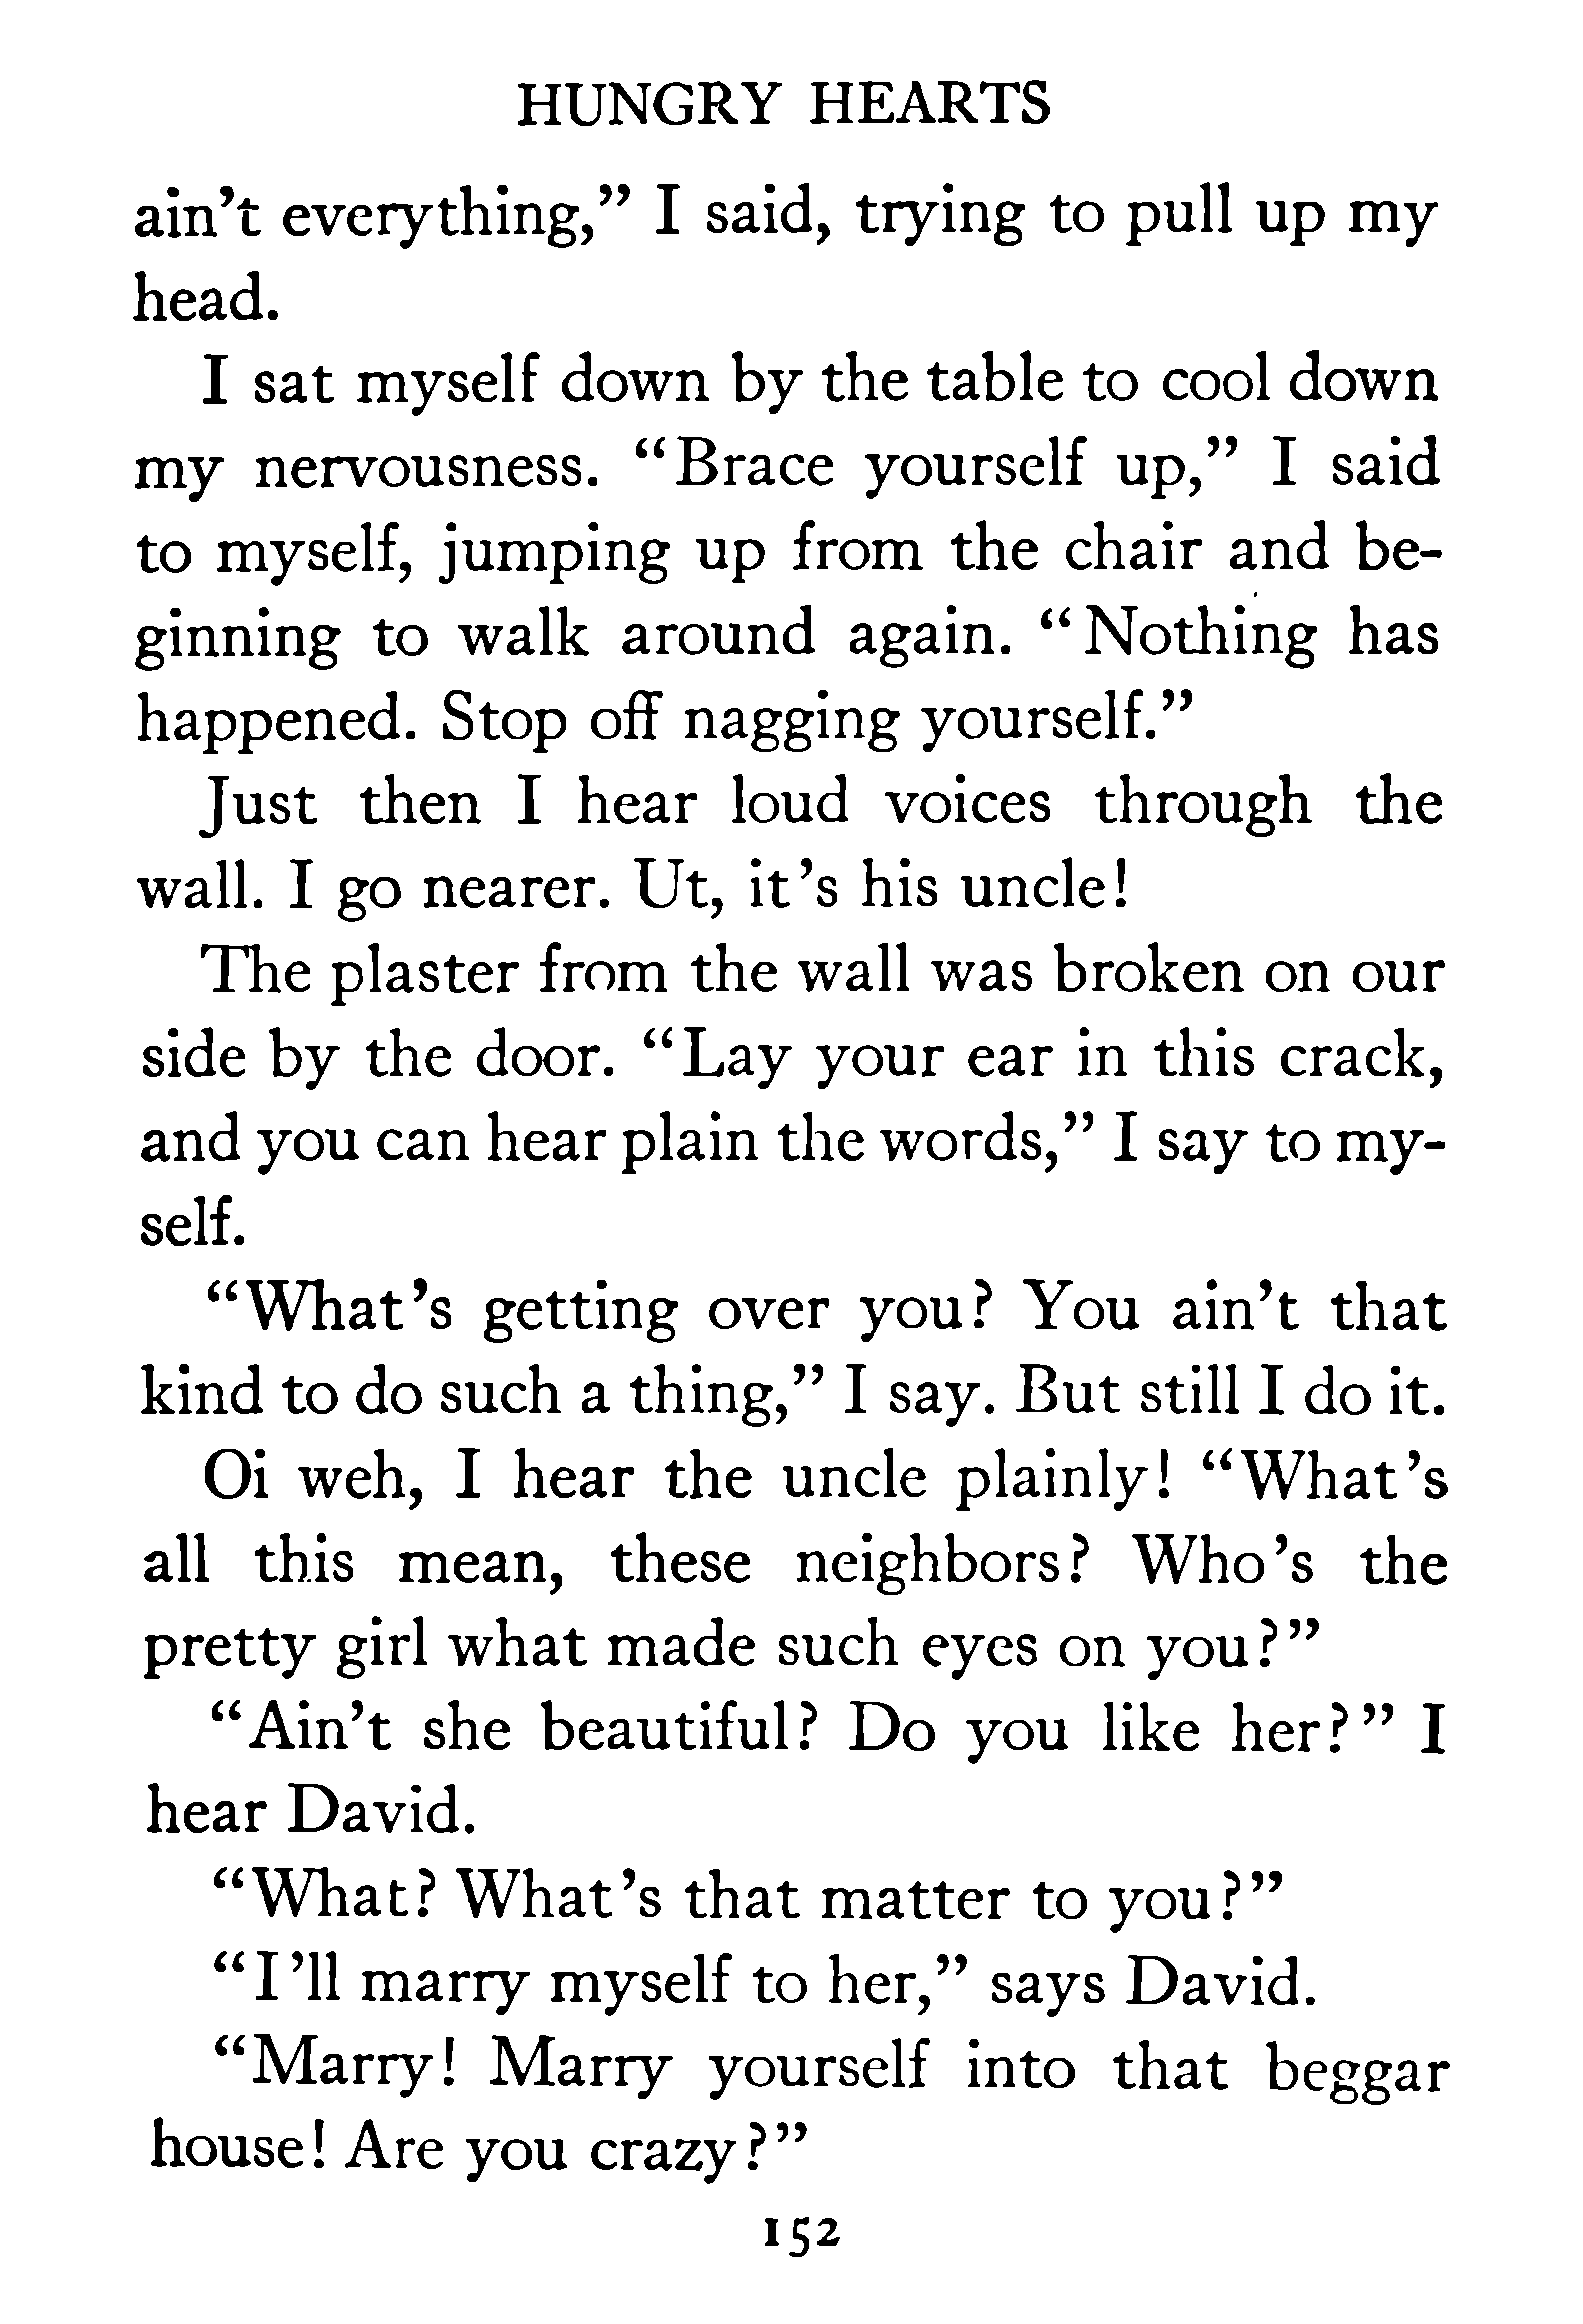 HUNGRY HEARTS
ain't everything,” I said, trying to pull up my
head.
I sat myself down by the table to cool down
my nervousness. “Brace yourself up,” I said
to myself, jumping up from the chair and be-
ginning to walk around again. “Nothing has
happened. Stop off nagging yourself.”
Just then I hear loud voices through the
wall. I go nearer. Ut, it's his uncle!
The plaster from the wall was broken on our
side by the door. “Lay your ear in this crack,
and you can hear plain the words,” I say to my-
self.
“What's getting over you? You ain't that
kind to do such a thing,” I say. But still I do it.
Oi weh, I hear the uncle plainly! “What's
all this mean, these neighbors? Who's the
pretty girl what made such eyes on you?”
“Ain't she beautiful? Do you like her?” I
hear David.
“What? What's that matter to you?”
“I'll marry myself to her,” says David.
“Marry! Marry yourself into that beggar
house! Are you crazy?”
152